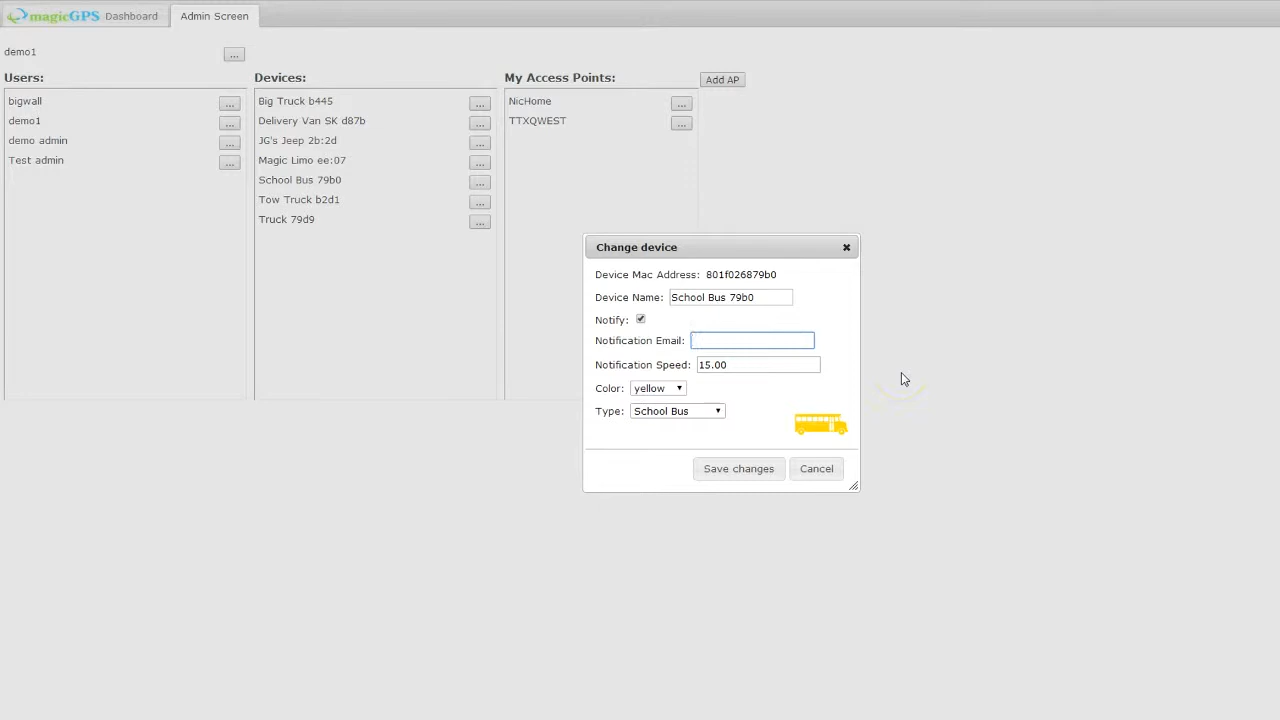 magicGPS Dashboard
Admin Screen
demo1
...
Users:
bigwall ...
demo1 ...
demo admin ...
Test admin ...
Devices:
Big Truck b445 ...
Delivery Van SK d87b ...
JG's Jeep 2b:2d ...
Magic Limo ee:07 ...
School Bus 79b0 ...
Tow Truck b2d1 ...
Truck 79d9 ...
My Access Points:
Add AP
NicHome ...
TTXQWEST ...
Change device
Device Mac Address: 801f026879b0
Device Name: School Bus 79b0
Notify:
Notification Email:
Notification Speed: 15.00
Color: yellow
Type: School Bus
Save changes
Cancel